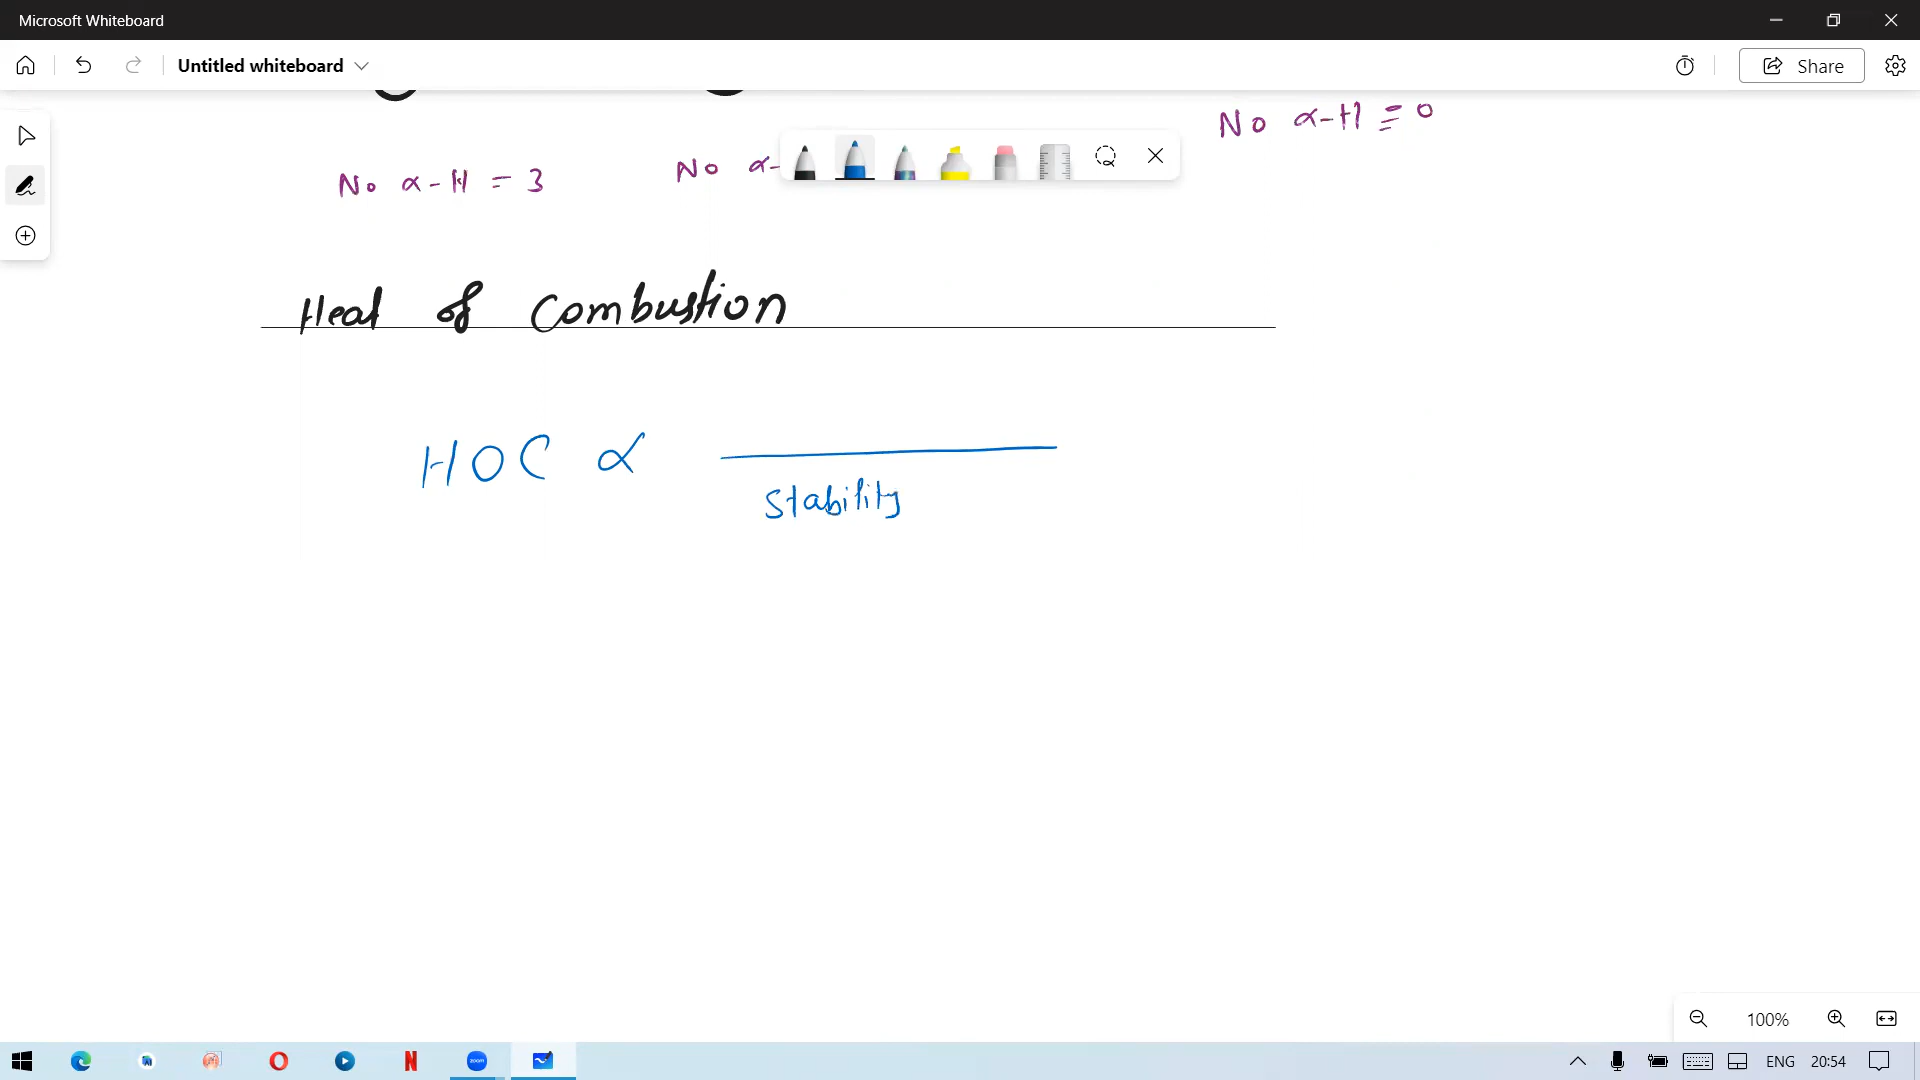 Microsoft Whiteboard
Untitled whiteboard
Share
No α-H = 0
No α-H = 3
No α-
Heat of Combustion
HOC ∝
Stability
100%
zoom
N
ENG
20:54